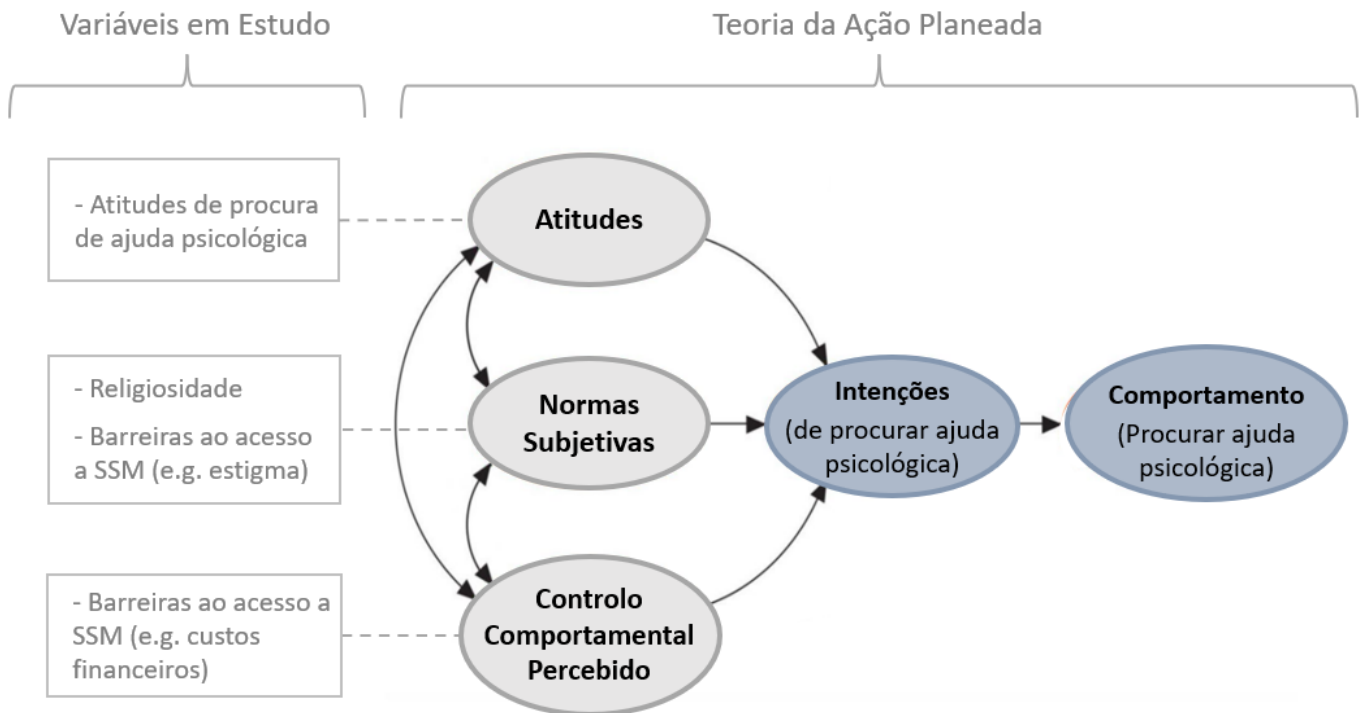 Variáveis em Estudo
Teoria da Ação Planeada
- Atitudes de procura
de ajuda psicológica
Atitudes
- Religiosidade
- Barreiras ao acesso
a SSM (e.g. estigma)
Normas
Subjetivas
Intenções
(de procurar ajuda
psicológica)
Comportamento
(Procurar ajuda
psicológica)
- Barreiras ao acesso a
SSM (e.g. custos
financeiros)
Controlo
Comportamental
Percebido